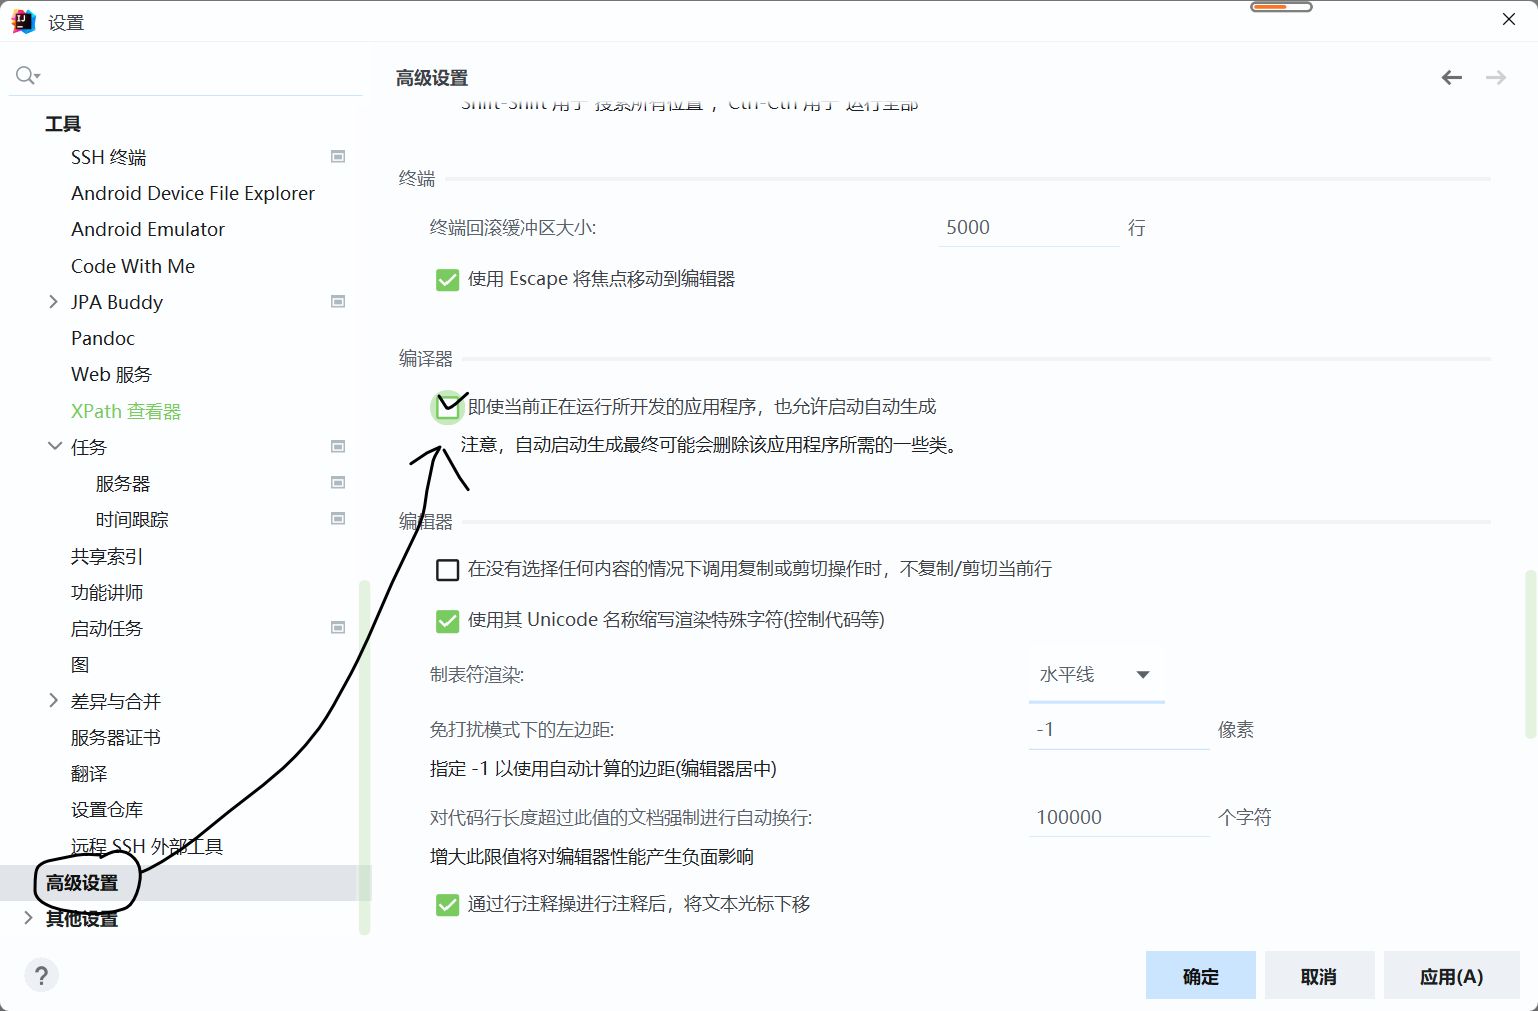 设置
高级设置
工具
SSH 终端
Android Device File Explorer
Android Emulator
Code With Me
JPA Buddy
Pandoc
Web 服务
XPath 查看器
任务
服务器
时间跟踪
共享索引
功能讲师
启动任务
图
差异与合并
服务器证书
翻译
设置仓库
远程 SSH 外部工具
高级设置
其他设置
?
Shift-Shift 用于"搜索所有位置"，Ctrl-Ctrl 用于"运行全部"
终端
终端回滚缓冲区大小: 5000 行
使用 Escape 将焦点移动到编辑器
编译器
即使当前正在运行所开发的应用程序，也允许启动自动生成
注意，自动启动生成最终可能会删除该应用程序所需的一些类。
编辑器
在没有选择任何内容的情况下调用复制或剪切操作时，不复制/剪切当前行
使用其 Unicode 名称缩写渲染特殊字符(控制代码等)
制表符渲染: 水平线
免打扰模式下的左边距: -1 像素
指定 -1 以使用自动计算的边距(编辑器居中)
对代码行长度超过此值的文档强制进行自动换行: 100000 个字符
增大此限值将对编辑器性能产生负面影响
通过行注释操进行注释后，将文本光标下移
确定 取消 应用(A)